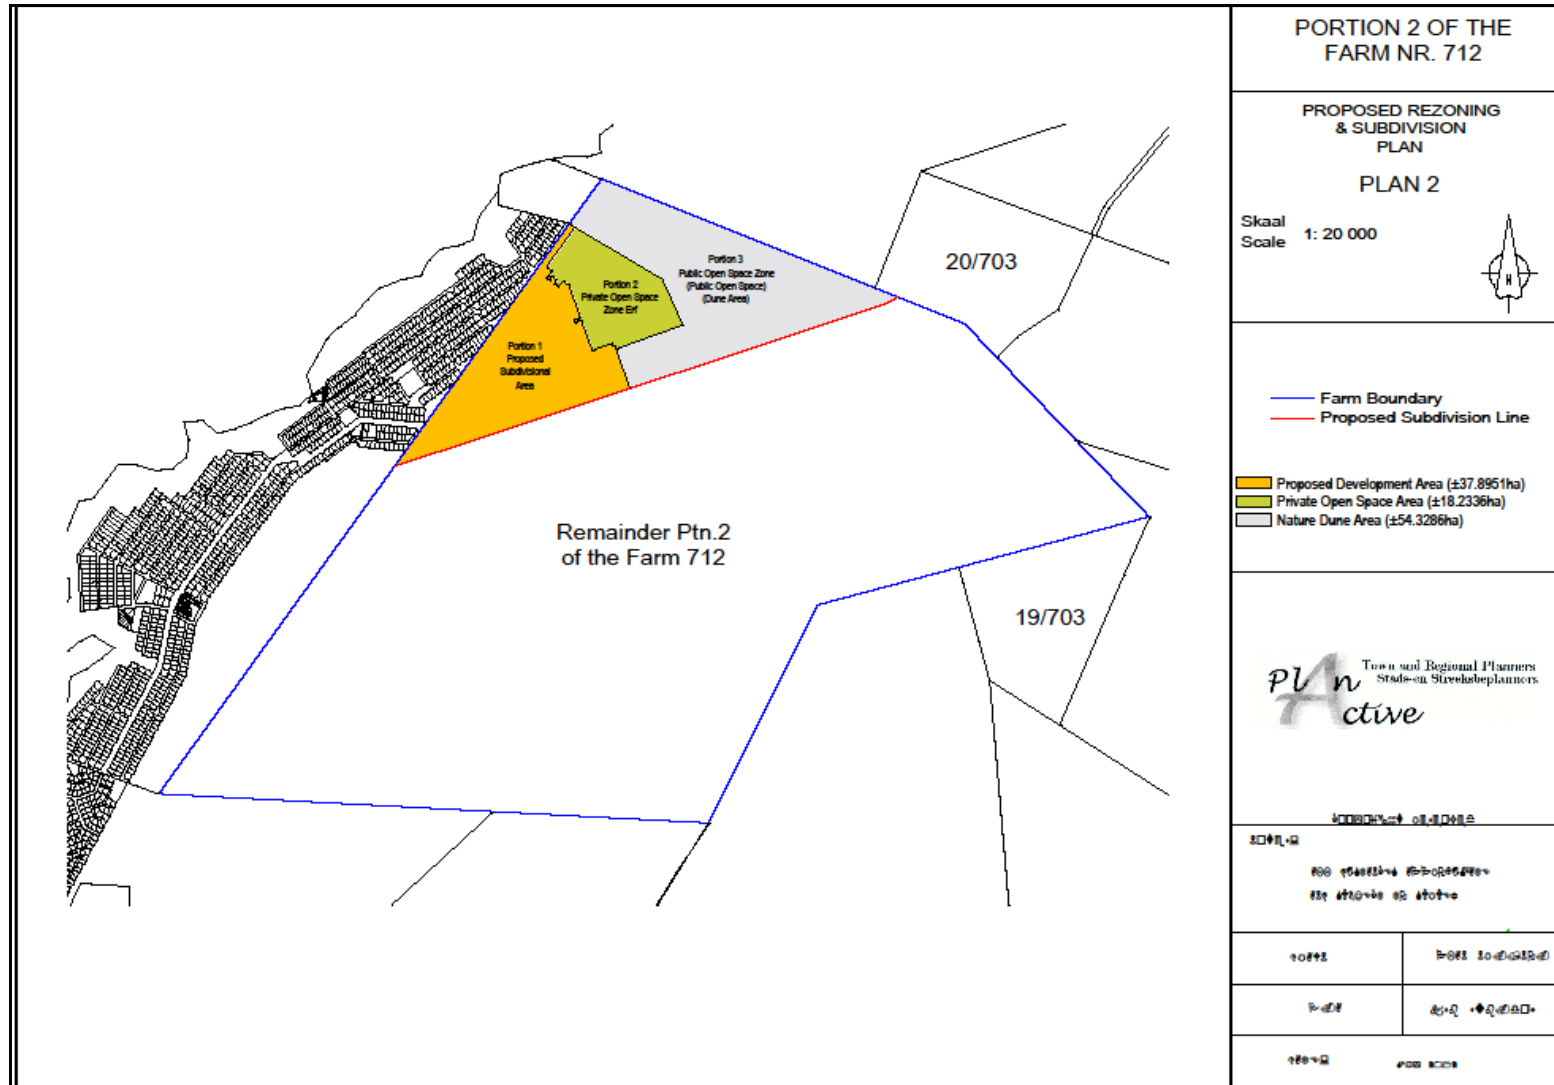 PORTION 2 OF THE
FARM NR. 712
PROPOSED REZONING
& SUBDIVISION
PLAN
PLAN 2
Skaal
Scale 1: 20 000
N
Farm Boundary
Proposed Subdivision Line
Proposed Development Area (±37.8951ha)
Private Open Space Area (±18.2336ha)
Nature Dune Area (±54.3286ha)
Plan Active
Town and Regional Planners
Stads-en Streeksbeplanners
20/703
Portion 3
Public Open Space Zone
(Public Open Space)
(Dune Area)
Portion 2
Private Open Space
Zone Erf
Portion 1
Proposed
Subdivisional
Area
Remainder Ptn.2
of the Farm 712
19/703